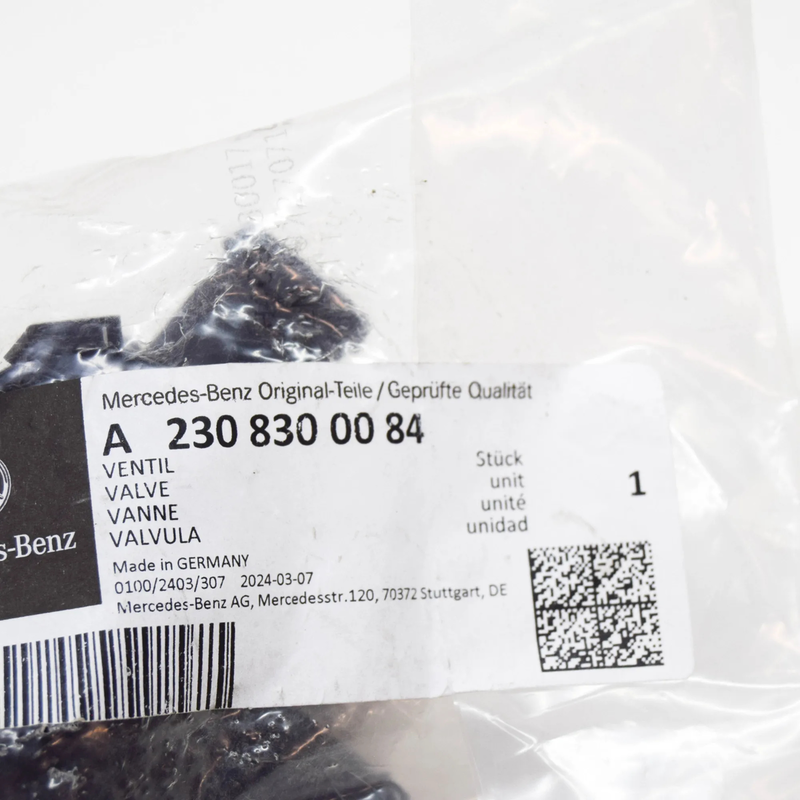 Mercedes-Benz Original-Teile / Geprüfte Qualität
A 230 830 00 84
VENTIL
VALVE
VANNE
VALVULA
Stück
unit
unité
unidad
1
s-Benz
Made in GERMANY
0100/2403/307 2024-03-07
Mercedes-Benz AG, Mercedesstr.120, 70372 Stuttgart, DE